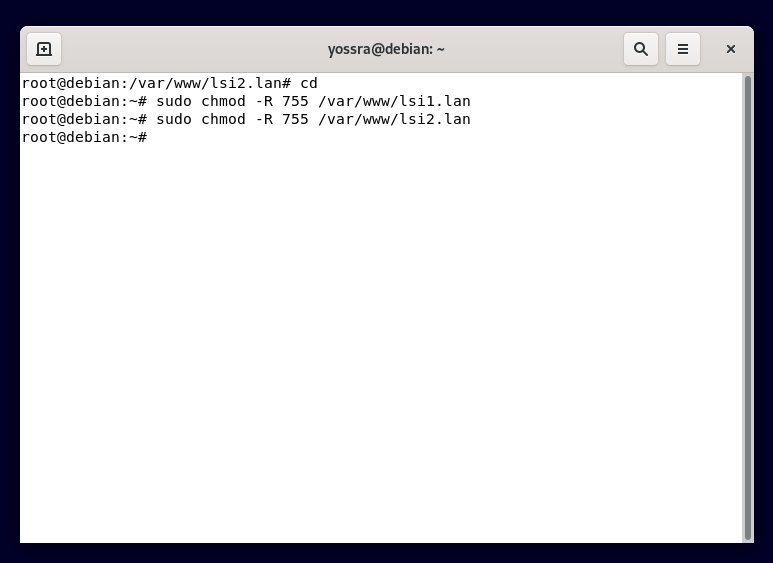 yossra@debian: ~
root@debian:/var/www/lsi2.lan# cd
root@debian:~# sudo chmod -R 755 /var/www/lsi1.lan
root@debian:~# sudo chmod -R 755 /var/www/lsi2.lan
root@debian:~#